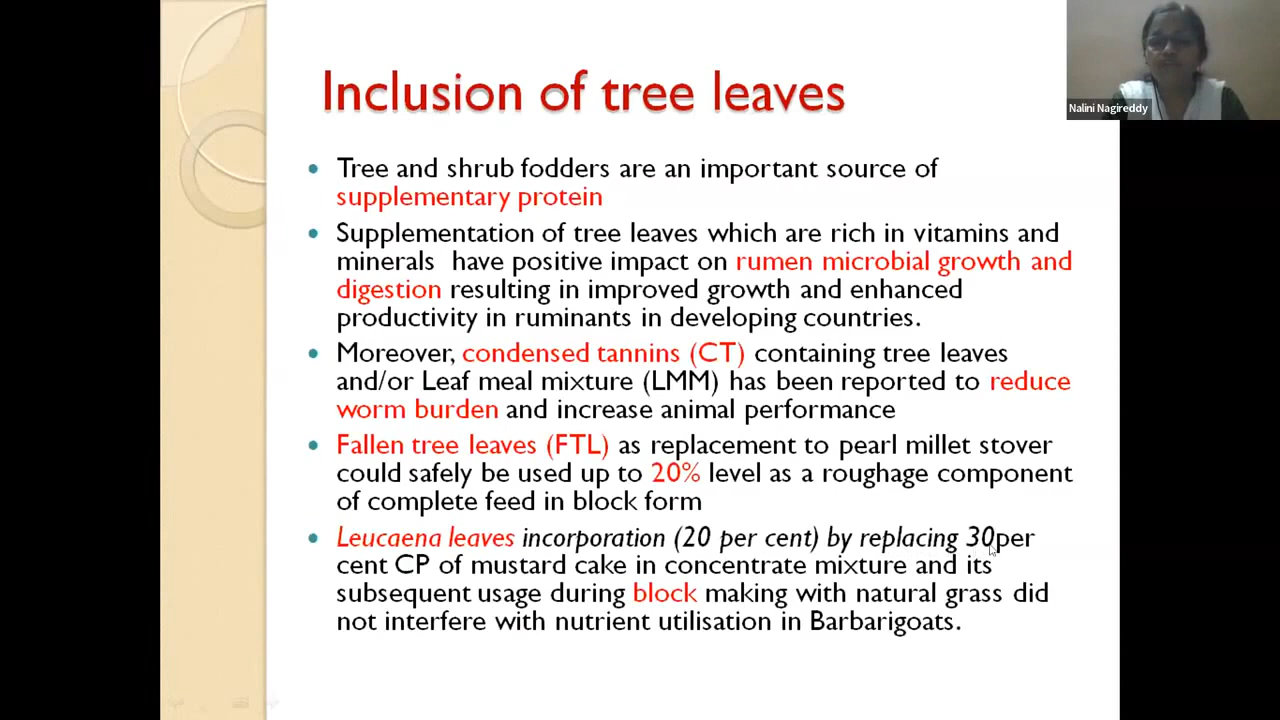 Inclusion of tree leaves
Nalini Nagireddy
• Tree and shrub fodders are an important source of
supplementary protein
• Supplementation of tree leaves which are rich in vitamins and
minerals have positive impact on rumen microbial growth and
digestion resulting in improved growth and enhanced
productivity in ruminants in developing countries.
• Moreover, condensed tannins (CT) containing tree leaves
and/or Leaf meal mixture (LMM) has been reported to reduce
worm burden and increase animal performance
• Fallen tree leaves (FTL) as replacement to pearl millet stover
could safely be used up to 20% level as a roughage component
of complete feed in block form
• Leucaena leaves incorporation (20 per cent) by replacing 30per
cent CP of mustard cake in concentrate mixture and its
subsequent usage during block making with natural grass did
not interfere with nutrient utilisation in Barbarigoats.